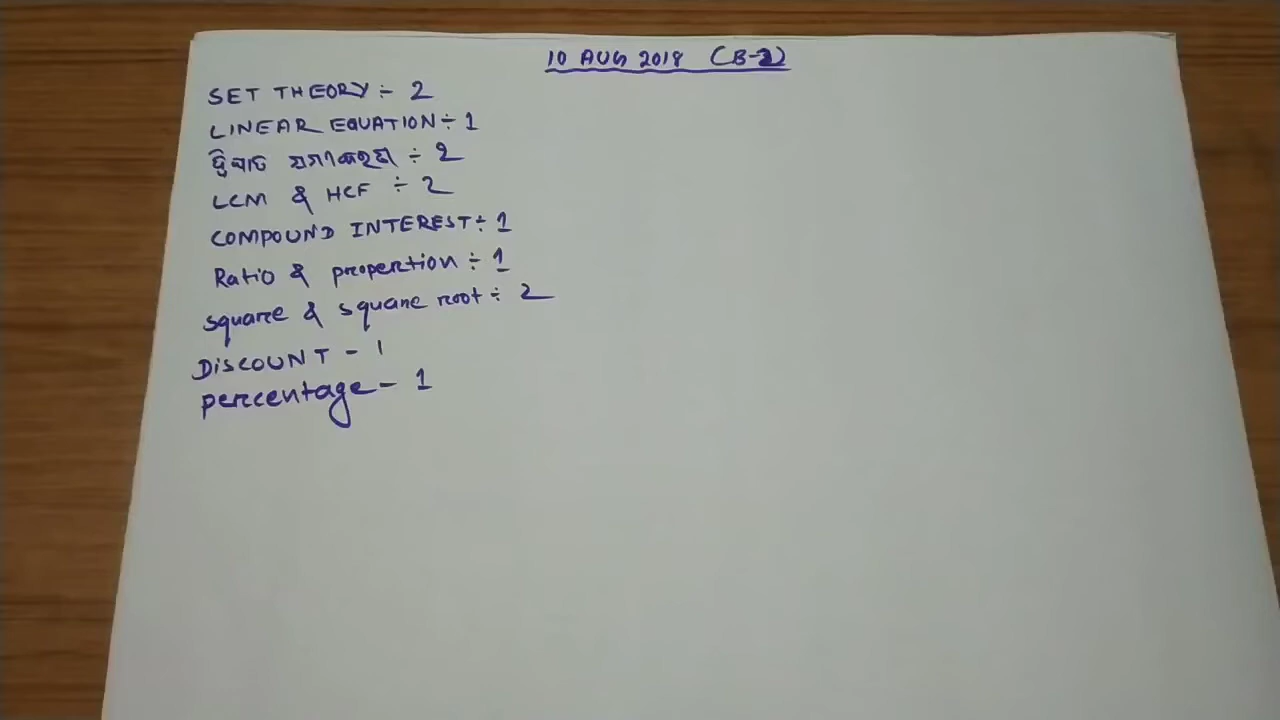 10 AUG 2018 (B-2)
SET THEORY ÷ 2
LINEAR EQUATION ÷ 1
ଦ୍ବିଘାତ ସମୀକରଣ ÷ 2
LCM & HCF ÷ 2
COMPOUND INTEREST ÷ 1
Ratio & propertion ÷ 1
square & square root ÷ 2
DISCOUNT - 1
percentage - 1